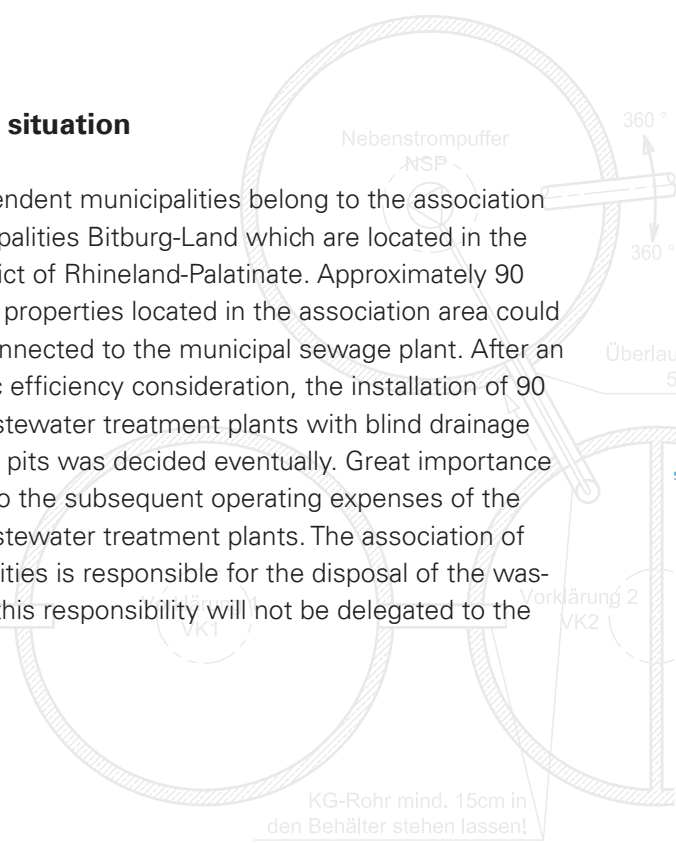 situation
endent municipalities belong to the association
palities Bitburg-Land which are located in the
ict of Rhineland-Palatinate. Approximately 90
properties located in the association area could
nnected to the municipal sewage plant. After an
c efficiency consideration, the installation of 90
stewater treatment plants with blind drainage
pits was decided eventually. Great importance
o the subsequent operating expenses of the
stewater treatment plants. The association of
ities is responsible for the disposal of the was-
this responsibility will not be delegated to the
Nebenstrompuffer
NSP
360 °
360 °
Überlau
5
Vorklärung 1
VK1
Vorklärung 2
VK2
KG-Rohr mind. 15cm in
den Behälter stehen lassen!